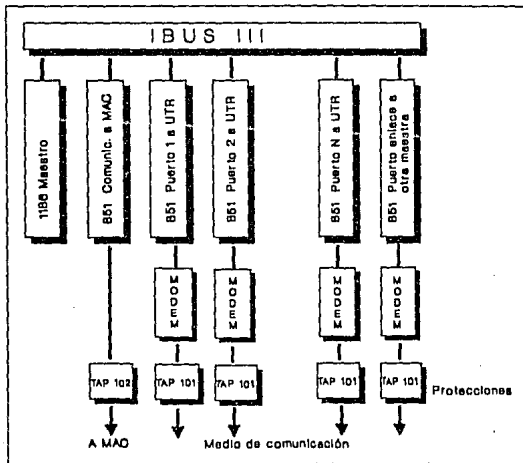 IBUS III
1186 Maestro
851 Comunic. a MAC
851 Puerto 1 a UTR
851 Puerto 2 a UTR
851 Puerto N a UTR
851 Puerto enlace a
otra maestra
MODEM
MODEM
MODEM
MODEM
TAP 102
TAP 101
TAP 101
TAP 101
TAP 101
Protecciones
A MAC
Medio de comunicación